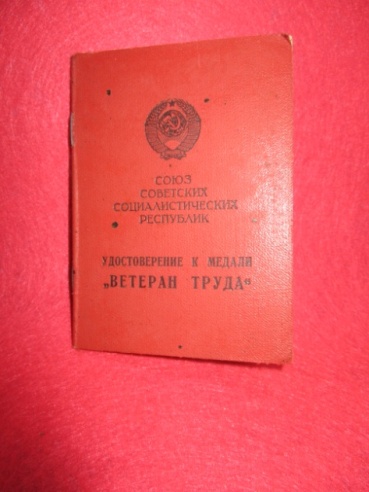 СОЮЗ
СОВЕТСКИХ
СОЦИАЛИСТИЧЕСКИХ
РЕСПУБЛИК
УДОСТОВЕРЕНИЕ К МЕДАЛИ
„ВЕТЕРАН ТРУДА“